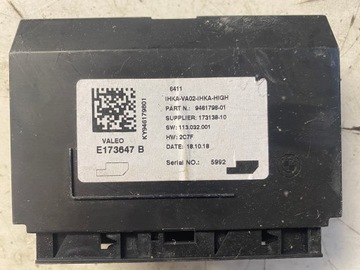 6411
IHKA-VA02-IHKA-HIGH
PART N.: 9461798-01
SUPPLIER: 173138-10
SW: 113.032.001
HW: 2C7F
DATE: 18.10.18
Serial NO.: 5992
KY946179801
VALEO
E173647 B